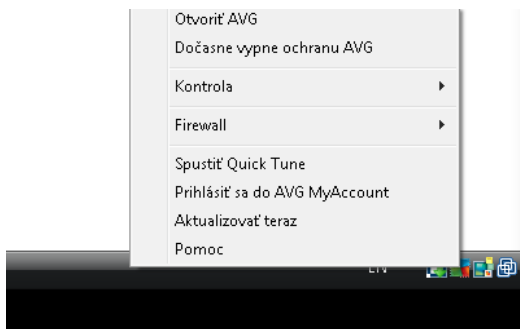 Otvoriť AVG
Dočasne vypne ochranu AVG
Kontrola
Firewall
Spustiť Quick Tune
Prihlásiť sa do AVG MyAccount
Aktualizovať teraz
Pomoc
EN